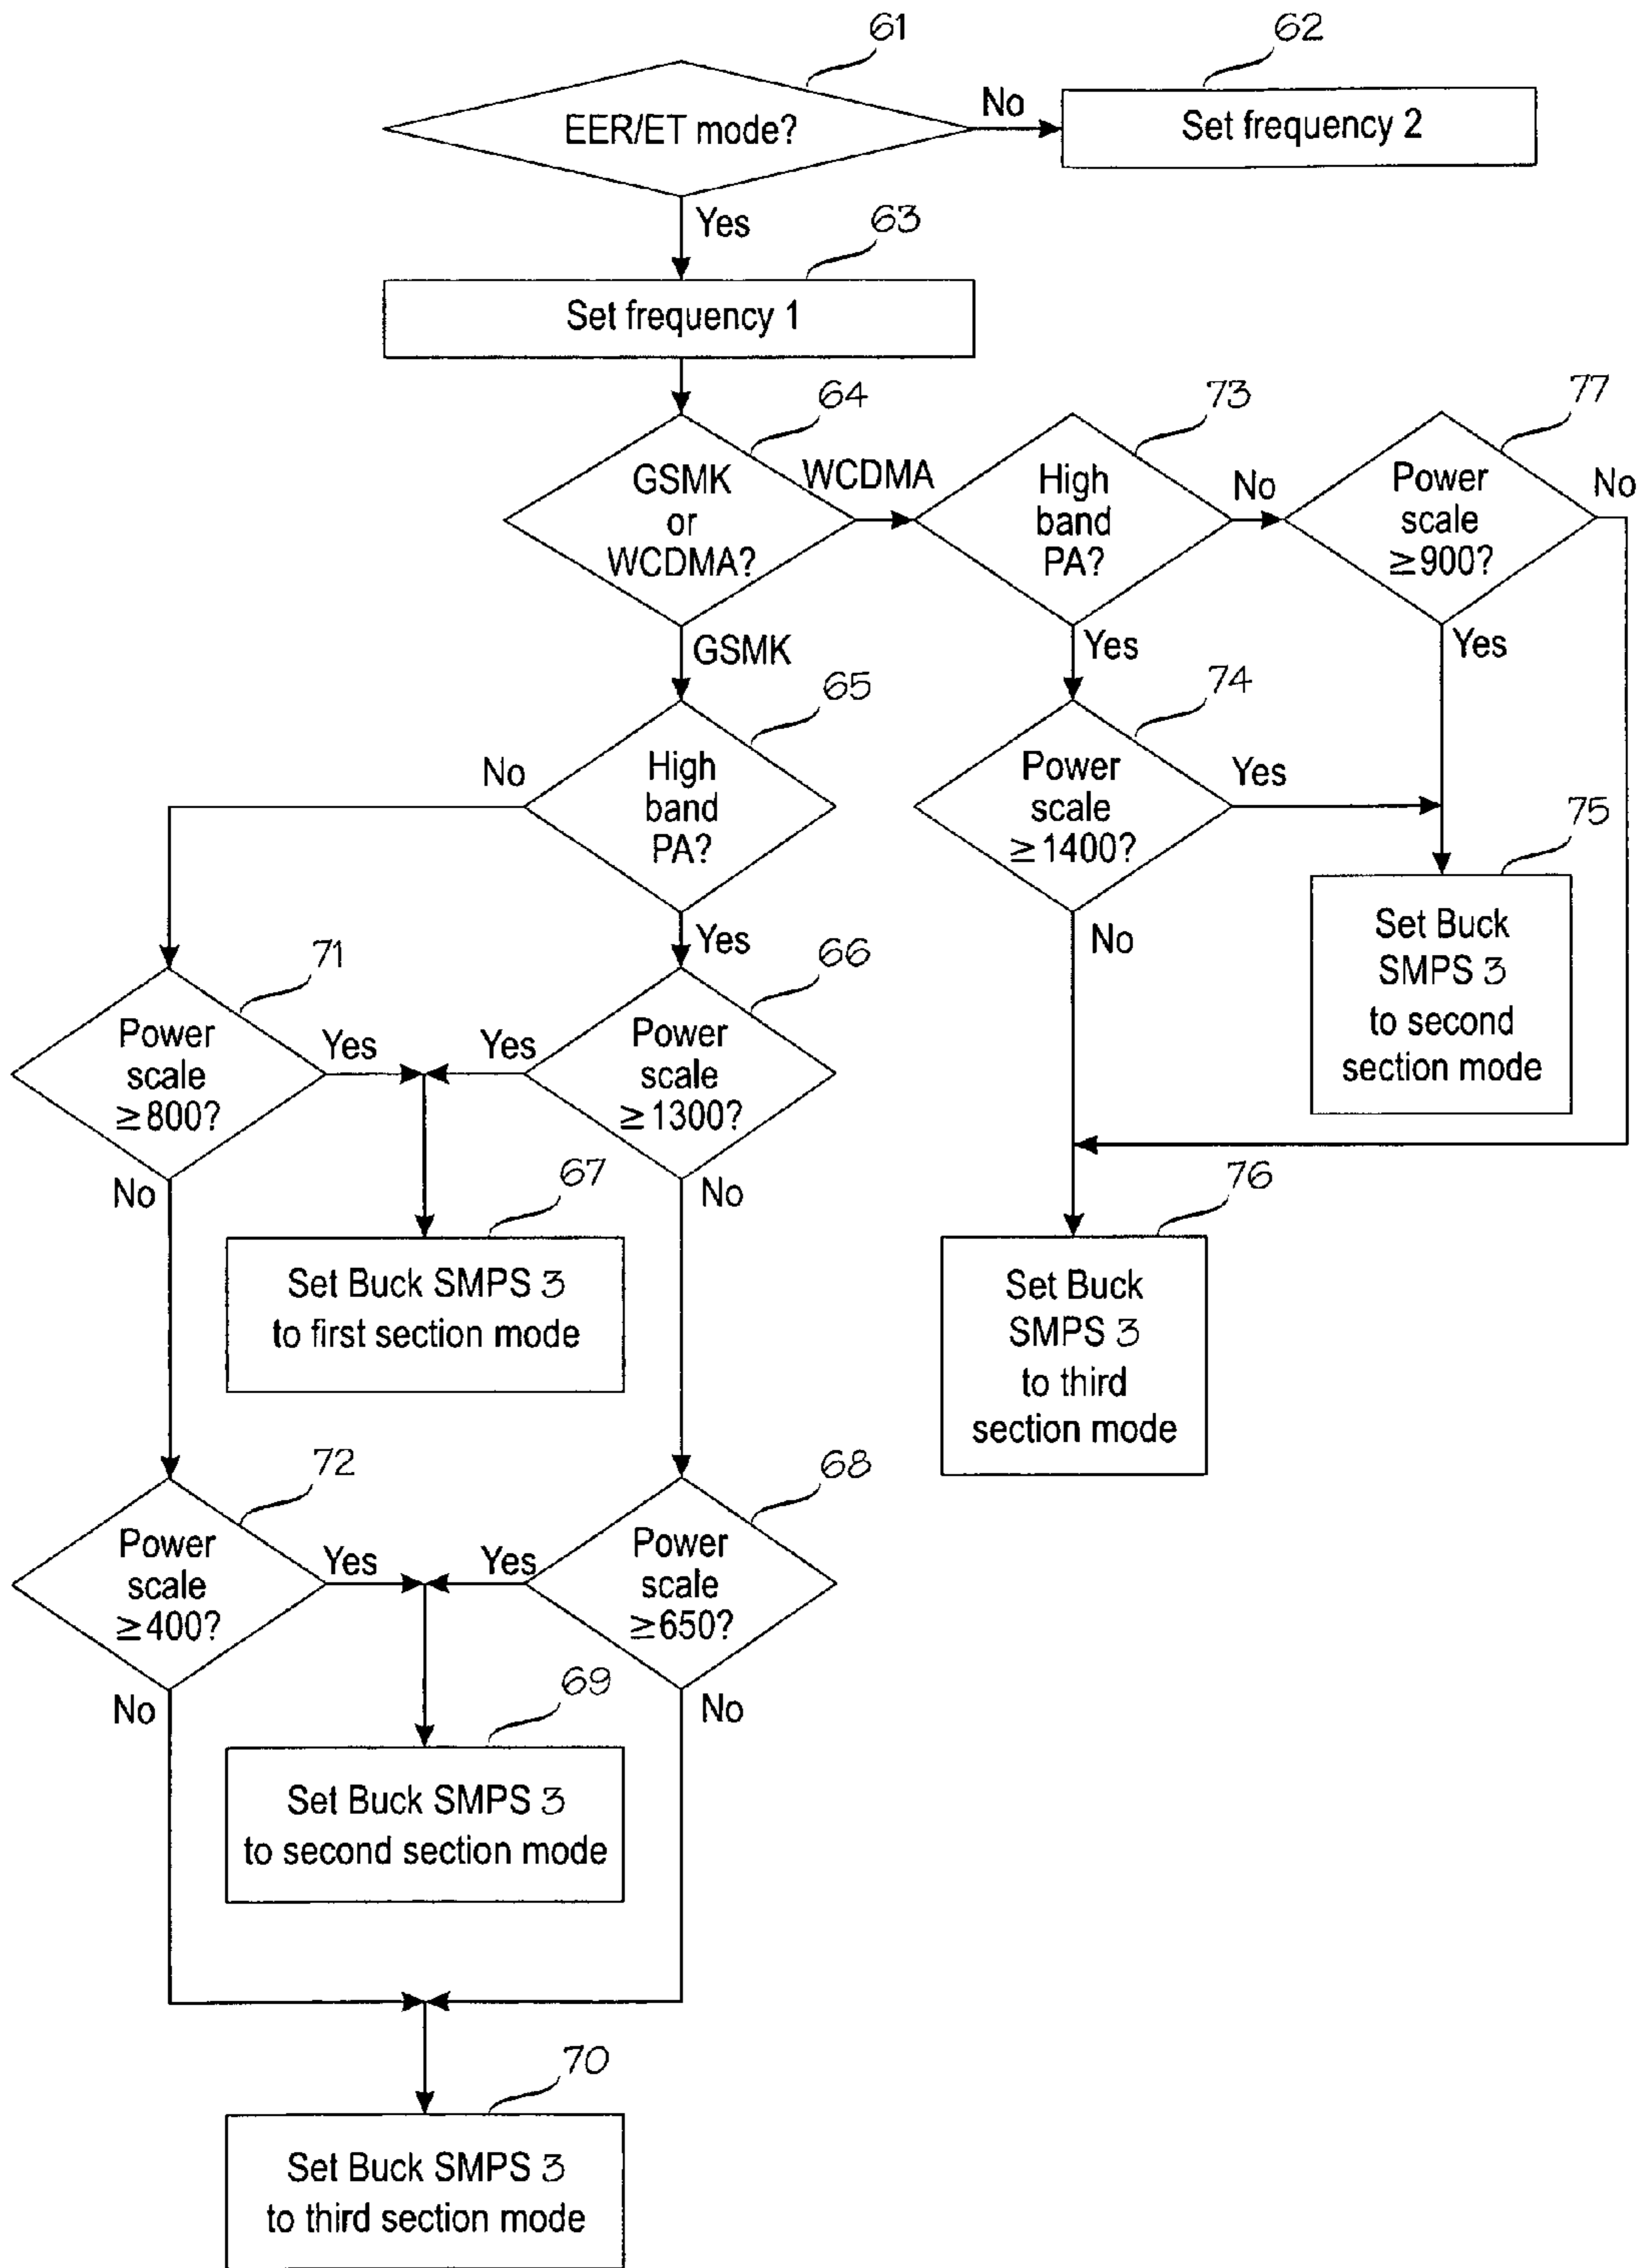 61
62
EER/ET mode?
No
Set frequency 2
Yes
63
Set frequency 1
64
73
77
GSMK
or
WCDMA?
WCDMA
High
band
PA?
No
Power
scale
≥900?
No
GSMK
Yes
Yes
65
74
No
High
band
PA?
Power
scale
≥1400?
Yes
75
Yes
No
Set Buck
SMPS 3
to second
section mode
71
66
Power
scale
≥800?
Yes
Yes
Power
scale
≥1300?
No
67
No
76
Set Buck SMPS 3
to first section mode
Set Buck
SMPS 3
to third
section mode
72
68
Power
scale
≥400?
Yes
Yes
Power
scale
≥650?
No
69
No
Set Buck SMPS 3
to second section mode
70
Set Buck SMPS 3
to third section mode